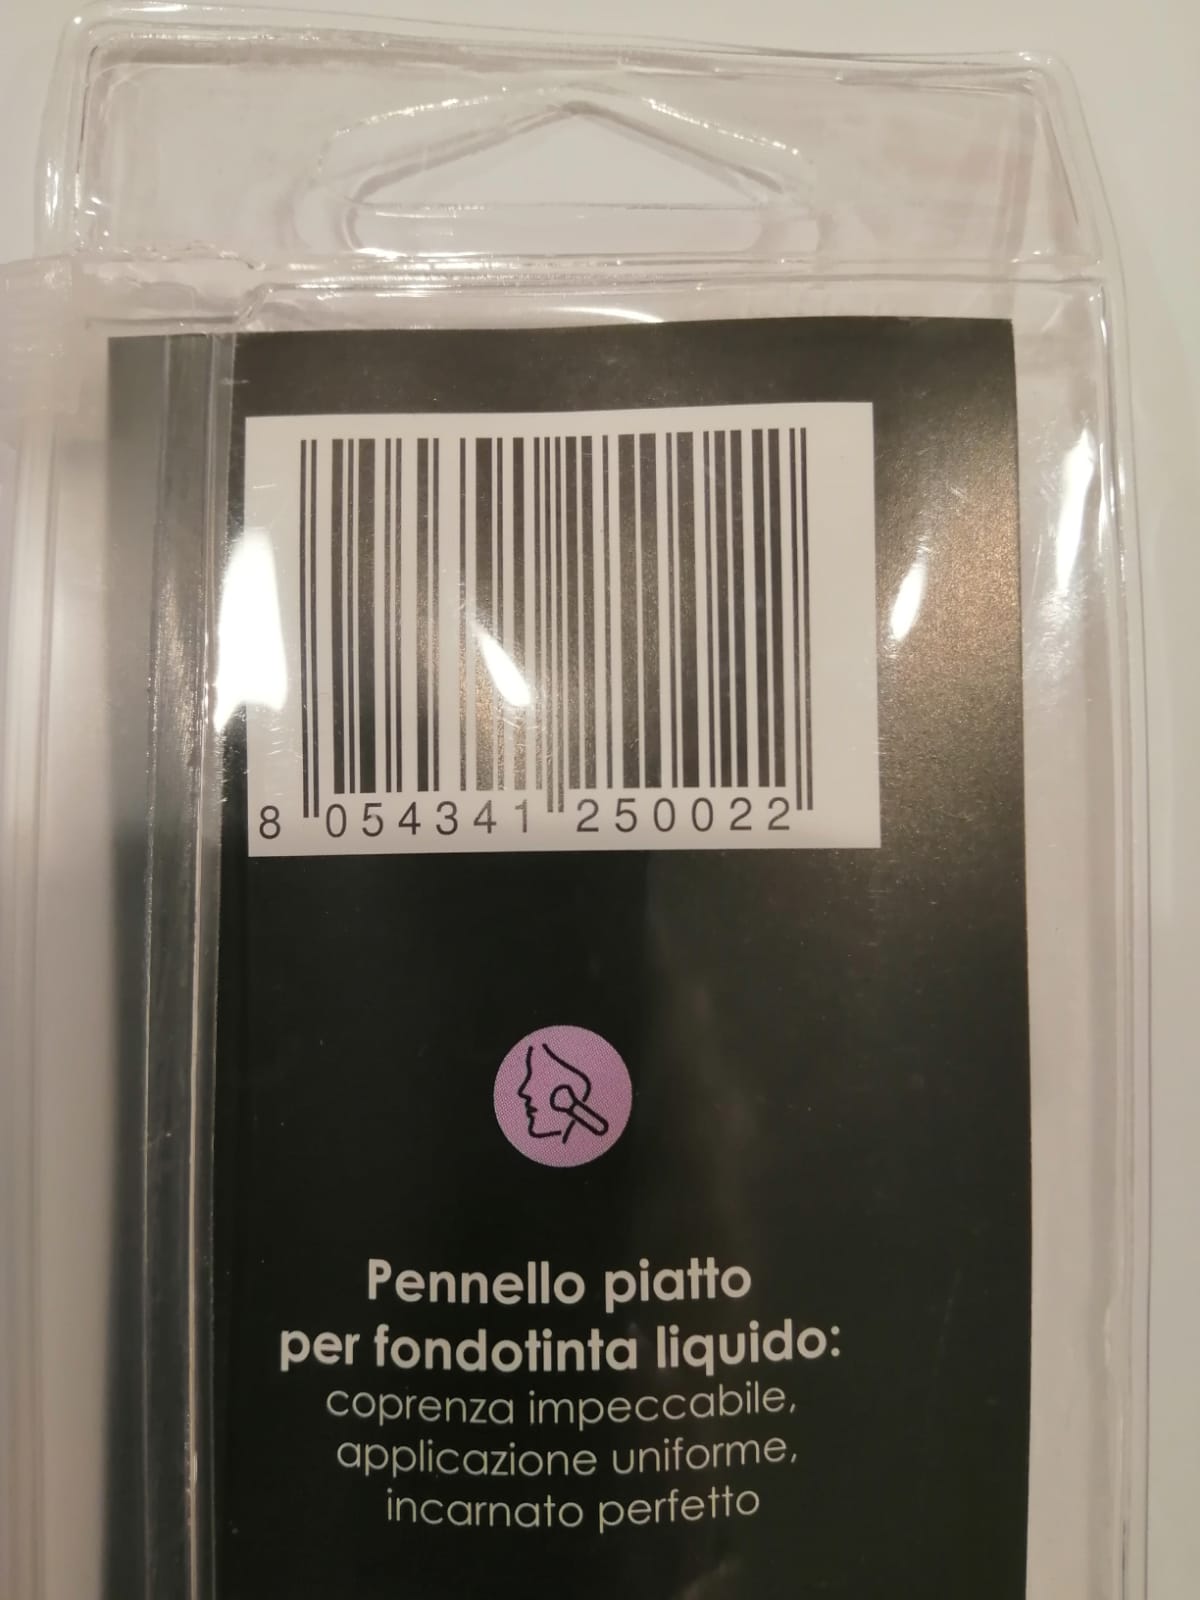 8 054341 250022
Pennello piatto
per fondotinta liquido:
coprenza impeccabile,
applicazione uniforme,
incarnato perfetto